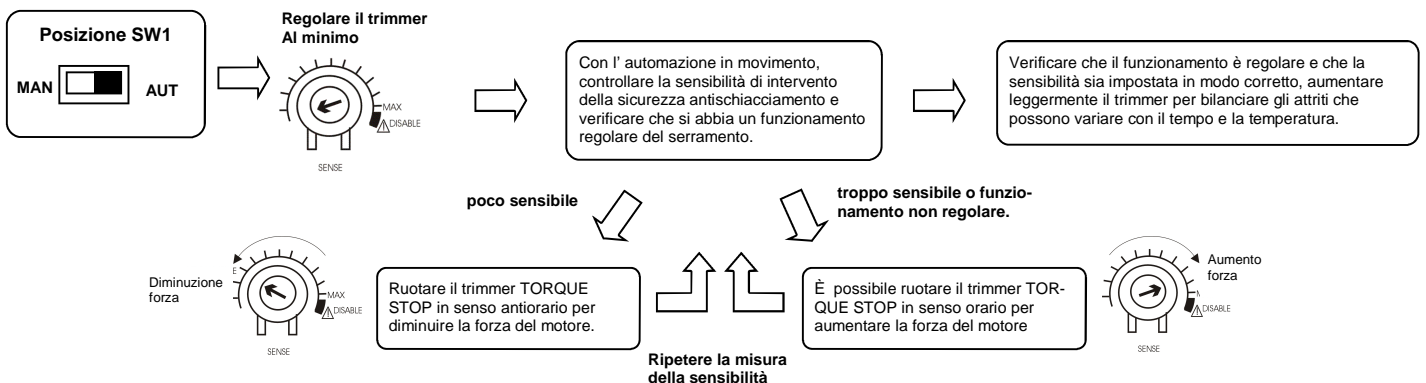 Posizione SW1
MAN
AUT
Regolare il trimmer
Al minimo
MAX
DISABLE
SENSE
Con l' automazione in movimento,
controllare la sensibilità di intervento
della sicurezza antischiacciamento e
verificare che si abbia un funzionamento
regolare del serramento.
Verificare che il funzionamento è regolare e che la
sensibilità sia impostata in modo corretto, aumentare
leggermente il trimmer per bilanciare gli attriti che
possono variare con il tempo e la temperatura.
poco sensibile
troppo sensibile o funzio-
namento non regolare.
Diminuzione
forza
E
MAX
DISABLE
SENSE
Ruotare il trimmer TORQUE
STOP in senso antiorario per
diminuire la forza del motore.
È possibile ruotare il trimmer TOR-
QUE STOP in senso orario per
aumentare la forza del motore
Aumento
forza
M
DISABLE
SENSE
Ripetere la misura
della sensibilità